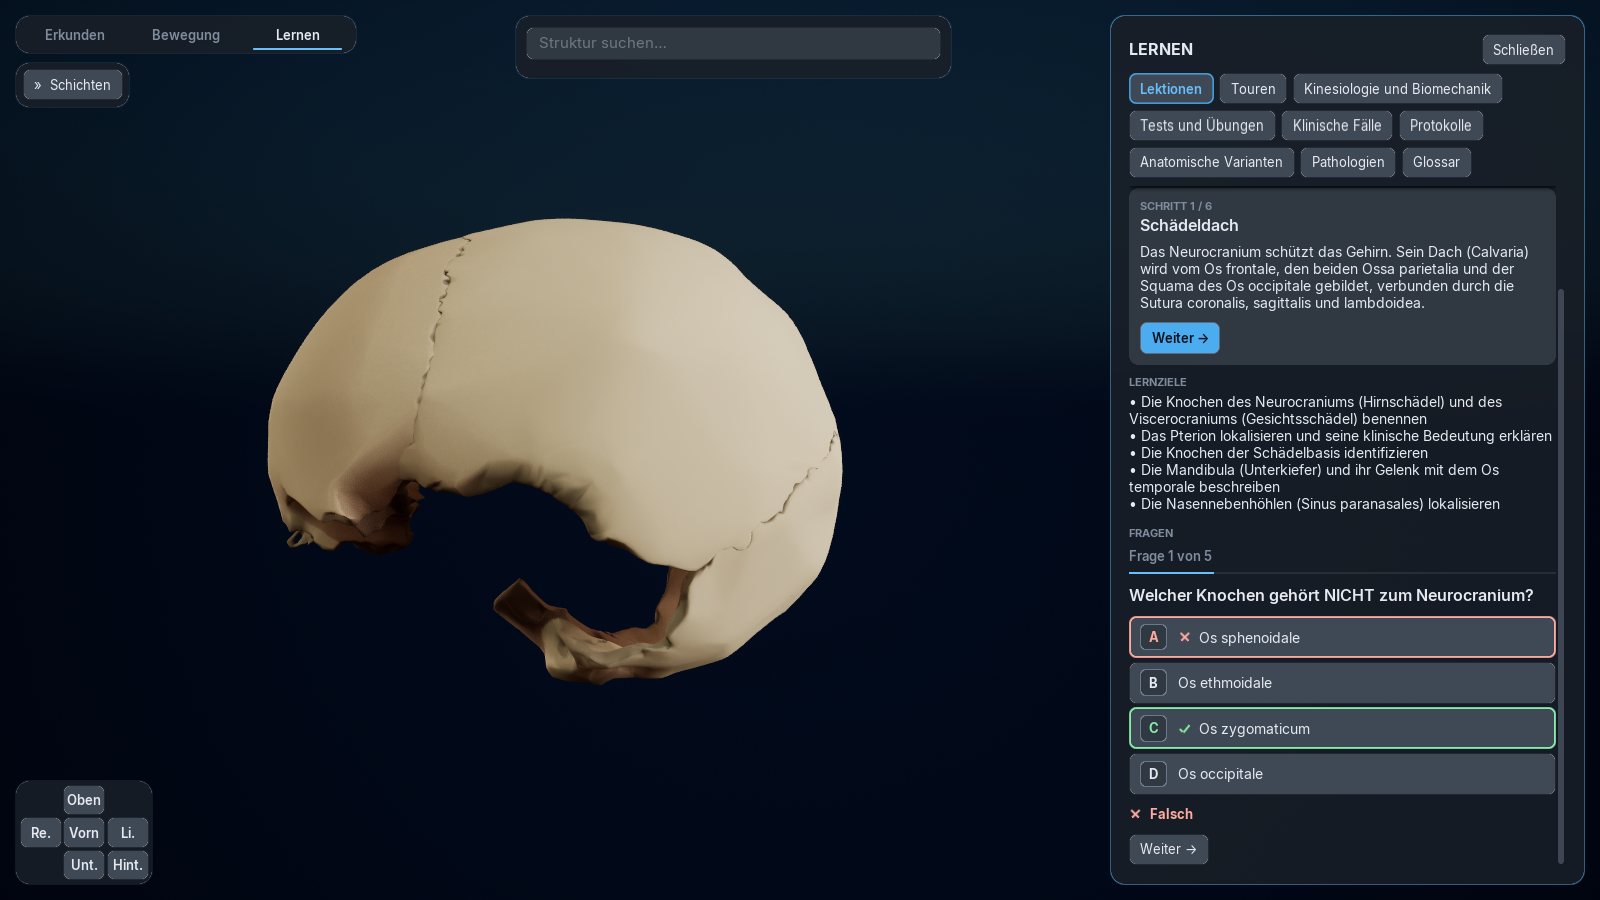 Erkunden
Bewegung
Lernen
» Schichten
Struktur suchen...
LERNEN
Schließen
Lektionen
Touren
Kinesiologie und Biomechanik
Tests und Übungen
Klinische Fälle
Protokolle
Anatomische Varianten
Pathologien
Glossar
SCHRITT 1 / 6
Schädeldach
Das Neurocranium schützt das Gehirn. Sein Dach (Calvaria)
wird vom Os frontale, den beiden Ossa parietalia und der
Squama des Os occipitale gebildet, verbunden durch die
Sutura coronalis, sagittalis und lambdoidea.
Weiter →
LERNZIELE
• Die Knochen des Neurocraniums (Hirnschädel) und des
Viscerocraniums (Gesichtsschädel) benennen
• Das Pterion lokalisieren und seine klinische Bedeutung erklären
• Die Knochen der Schädelbasis identifizieren
• Die Mandibula (Unterkiefer) und ihr Gelenk mit dem Os
temporale beschreiben
• Die Nasennebenhöhlen (Sinus paranasales) lokalisieren
FRAGEN
Frage 1 von 5
Welcher Knochen gehört NICHT zum Neurocranium?
A ✕ Os sphenoidale
B Os ethmoidale
C ✓ Os zygomaticum
D Os occipitale
✕ Falsch
Weiter →
Oben
Re.
Vorn
Li.
Unt.
Hint.